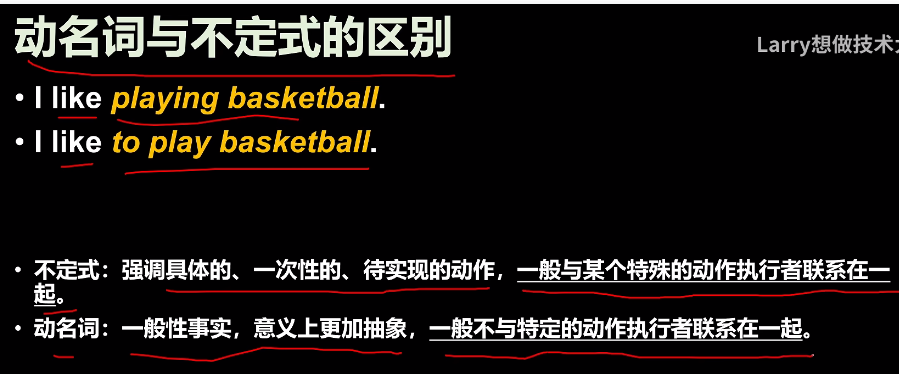 动名词与不定式的区别
Larry想做技术
• I like playing basketball.
• I like to play basketball.
• 不定式：强调具体的、一次性的、待实现的动作，一般与某个特殊的动作执行者联系在一
起。
• 动名词：一般性事实，意义上更加抽象，一般不与特定的动作执行者联系在一起。